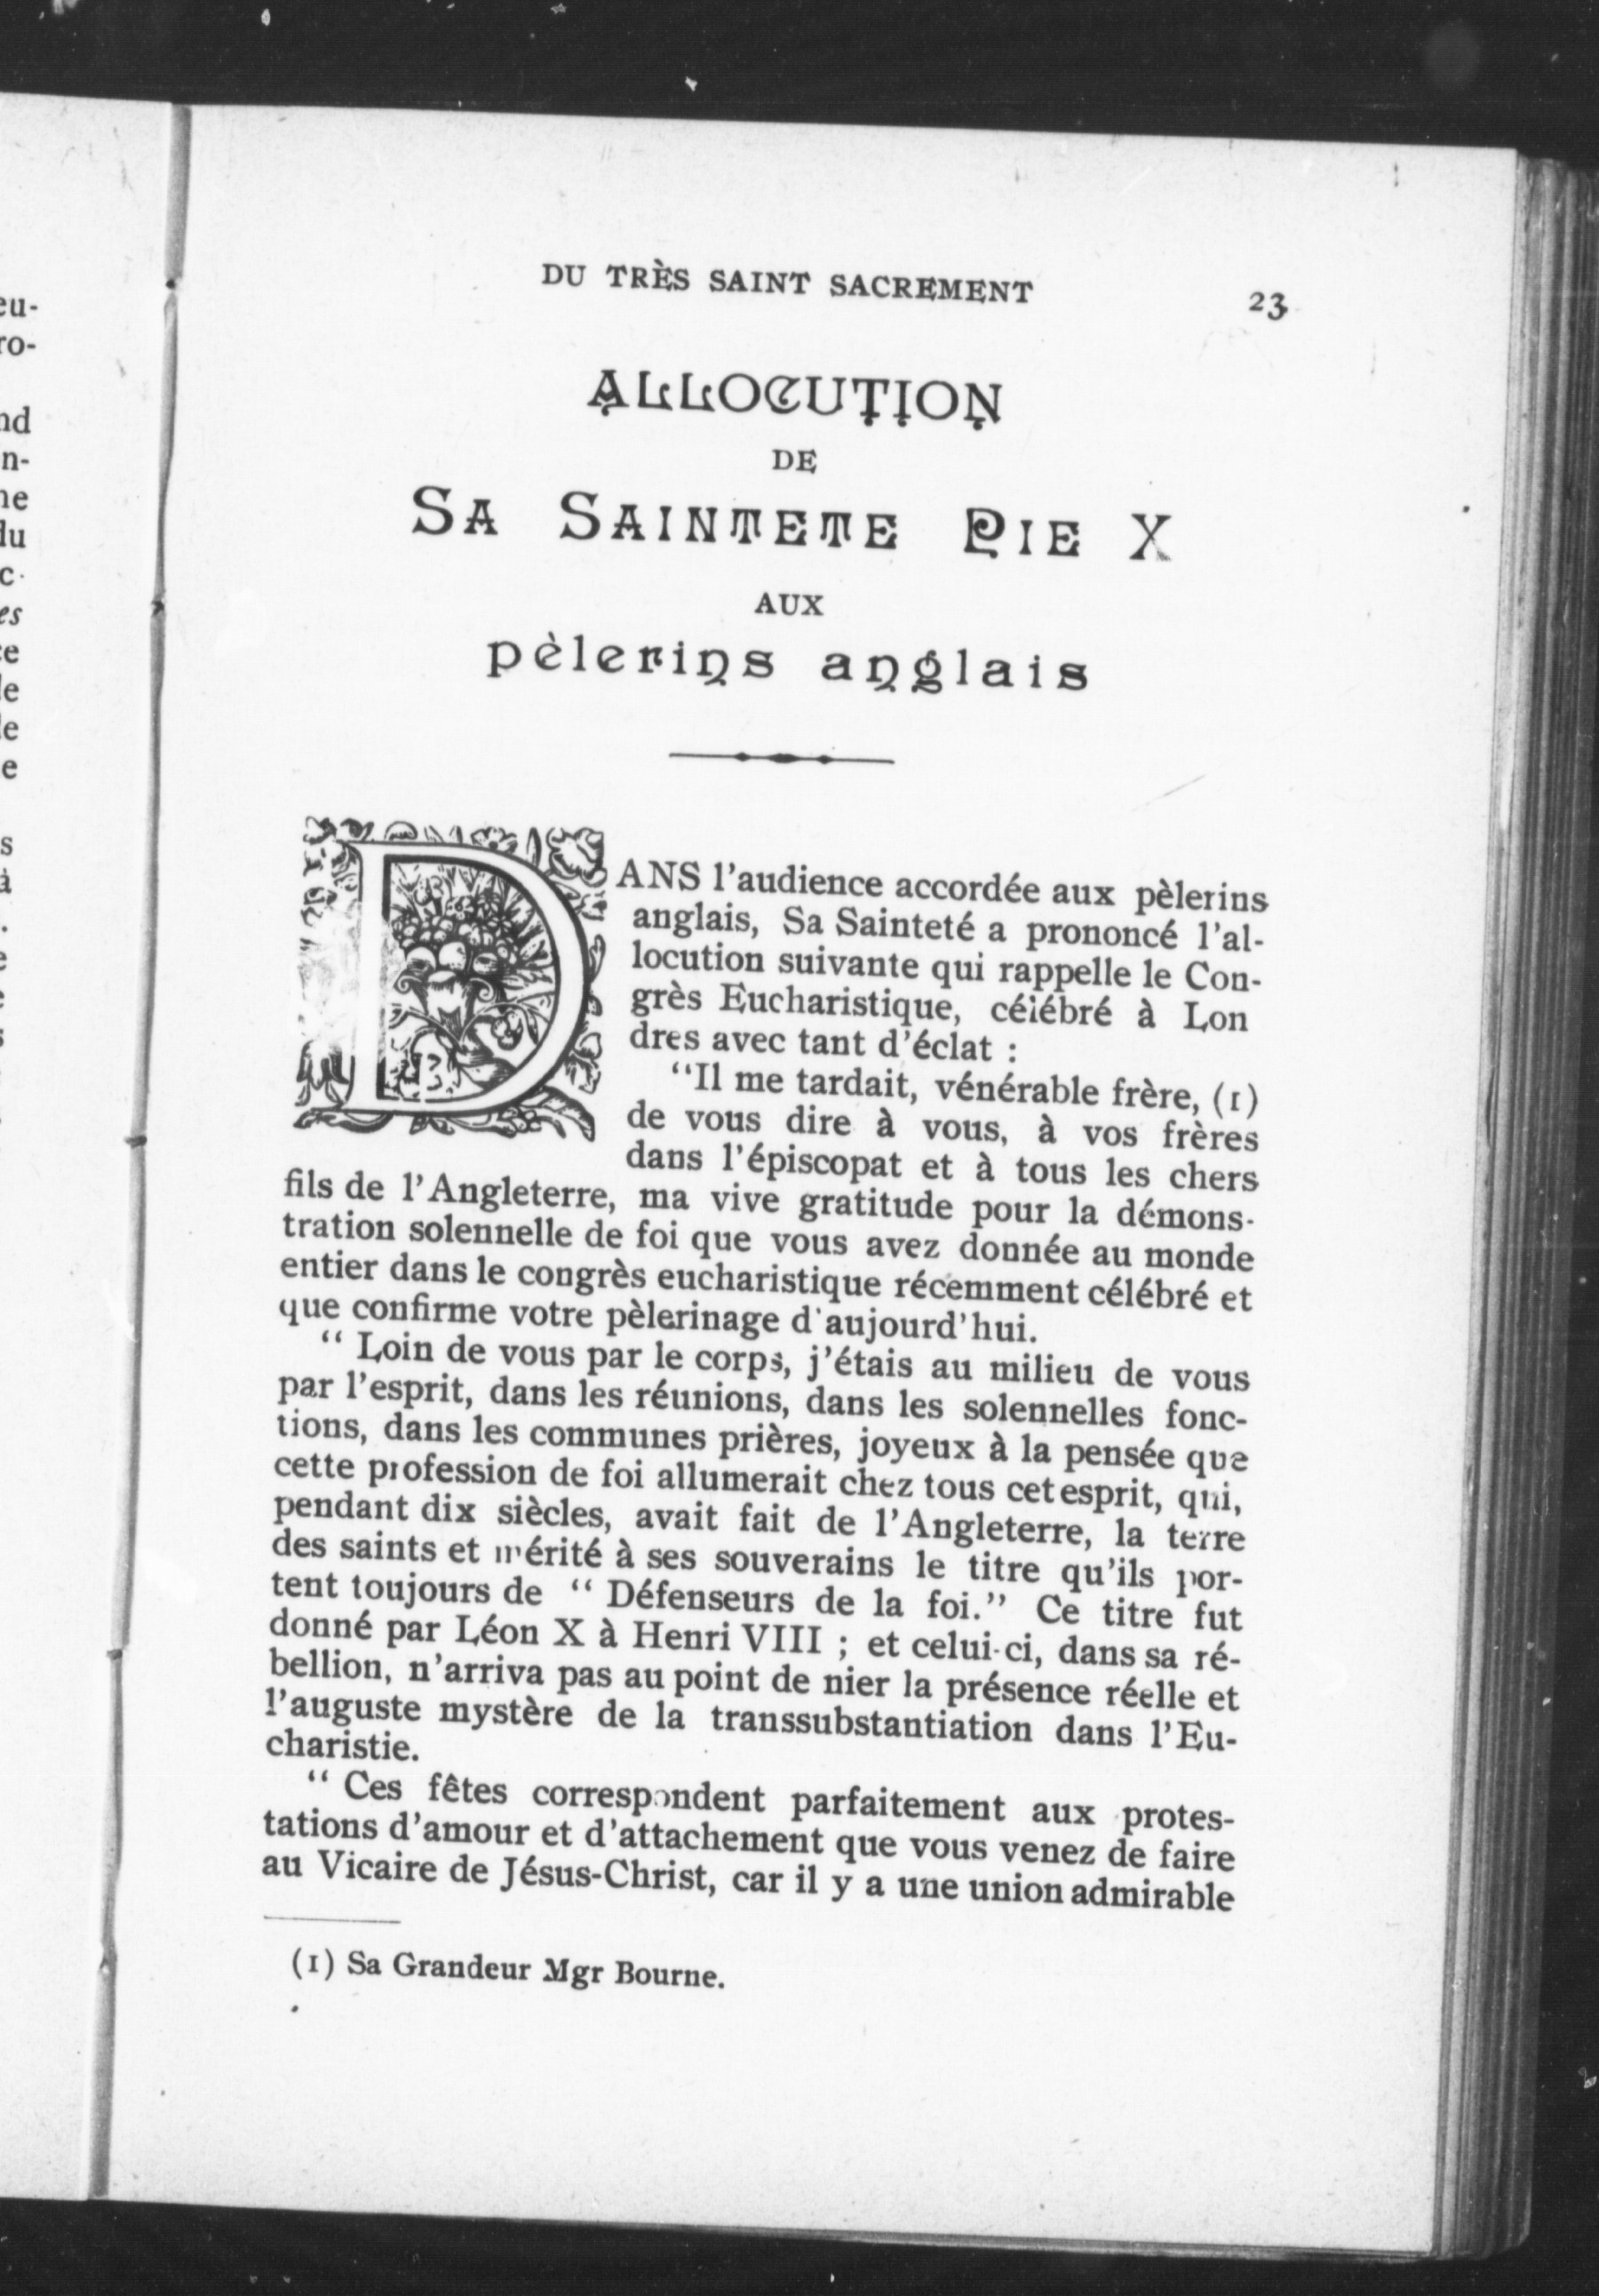 DU TRÈS SAINT SACREMENT 23
ALLOCUTION
DE
SA SAINTETE PIE X
AUX
pèlerins anglais
DANS l'audience accordée aux pèlerins
anglais, Sa Sainteté a prononcé l'al-
locution suivante qui rappelle le Con-
grès Eucharistique, célébré à Lon
dres avec tant d'éclat :
"Il me tardait, vénérable frère, (1)
de vous dire à vous, à vos frères
dans l'épiscopat et à tous les chers
fils de l'Angleterre, ma vive gratitude pour la démons-
tration solennelle de foi que vous avez donnée au monde
entier dans le congrès eucharistique récemment célébré et
que confirme votre pèlerinage d'aujourd'hui.
" Loin de vous par le corps, j'étais au milieu de vous
par l'esprit, dans les réunions, dans les solennelles fonc-
tions, dans les communes prières, joyeux à la pensée que
cette profession de foi allumerait chez tous cet esprit, qui,
pendant dix siècles, avait fait de l'Angleterre, la terre
des saints et mérité à ses souverains le titre qu'ils por-
tent toujours de " Défenseurs de la foi." Ce titre fut
donné par Léon X à Henri VIII ; et celui-ci, dans sa ré-
bellion, n'arriva pas au point de nier la présence réelle et
l'auguste mystère de la transsubstantiation dans l'Eu-
charistie.
" Ces fêtes correspondent parfaitement aux protes-
tations d'amour et d'attachement que vous venez de faire
au Vicaire de Jésus-Christ, car il y a une union admirable
(1) Sa Grandeur Mgr Bourne.